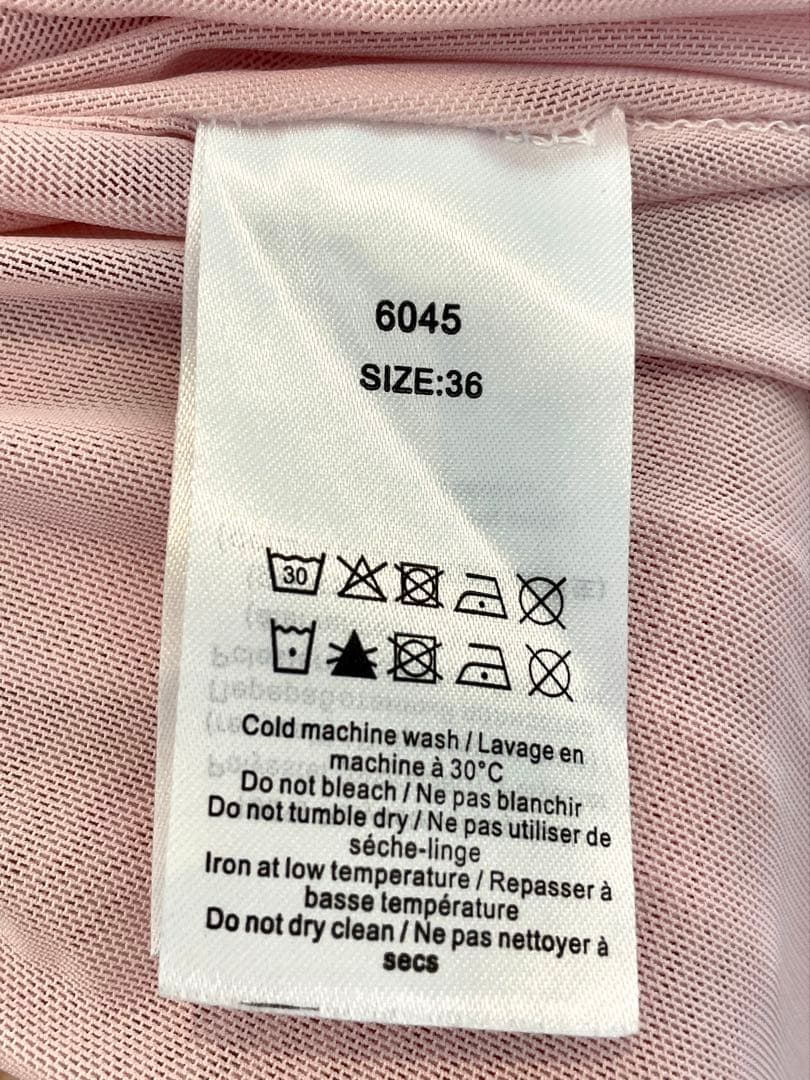 6045
SIZE:36
30
Cold machine wash / Lavage en
machine à 30°C
Do not bleach / Ne pas blanchir
Do not tumble dry / Ne pas utiliser de
séche-linge
Iron at low temperature / Repasser à
basse température
Do not dry clean / Ne pas nettoyer à
secs